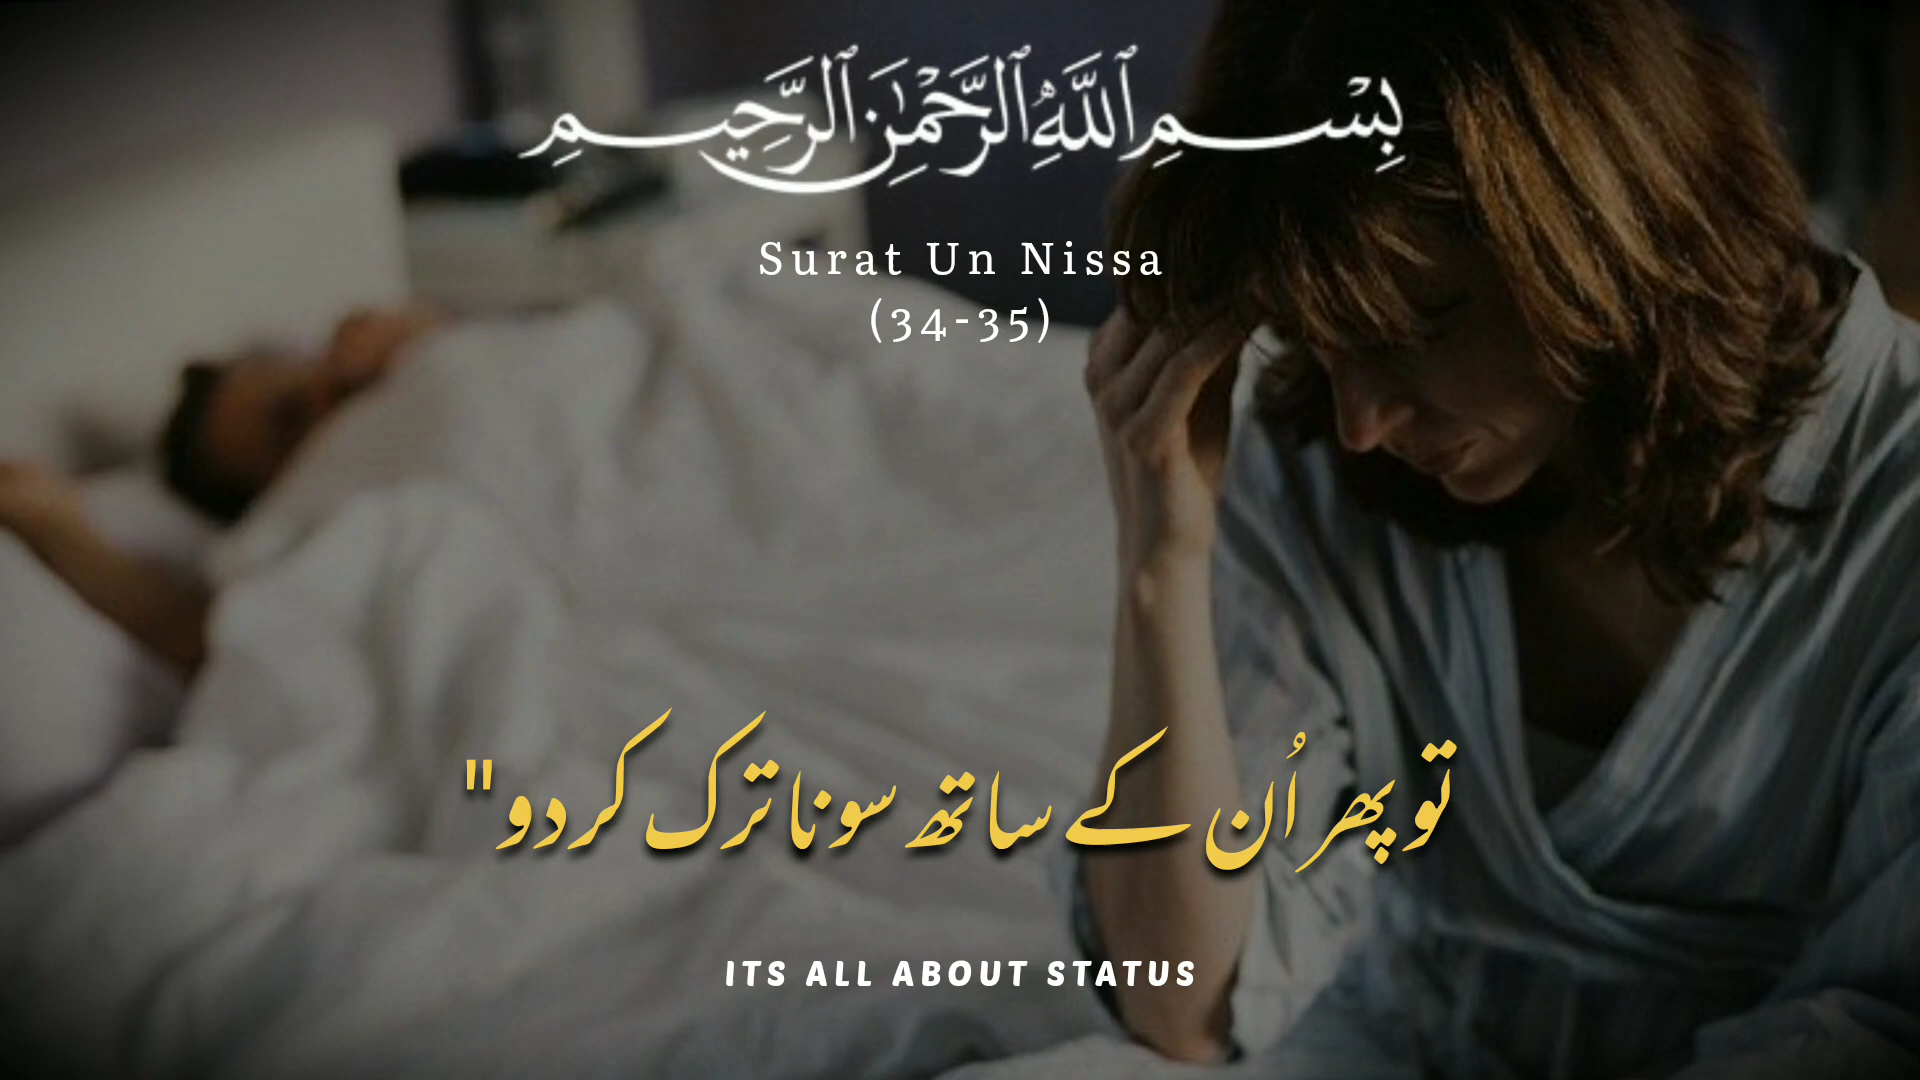 بِسْمِ ٱللَّهِ ٱلرَّحْمَٰنِ ٱلرَّحِيمِ
Surat Un Nissa
(34-35)
تو پھر اُن کے ساتھ سونا ترک کردو"
ITS ALL ABOUT STATUS